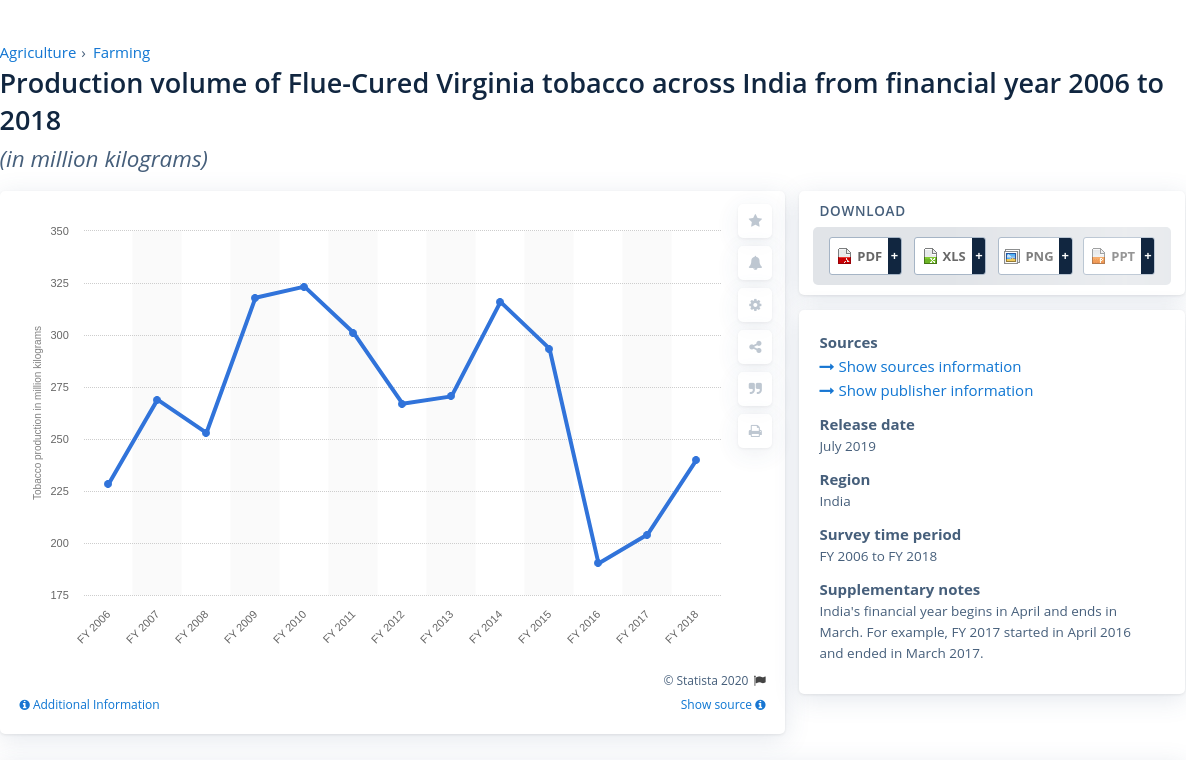 Agriculture › Farming
Production volume of Flue-Cured Virginia tobacco across India from financial year 2006 to
2018
(in million kilograms)
350
325
300
275
250
225
200
175
Tobacco production in million kilograms
FY 2006
FY 2007
FY 2008
FY 2009
FY 2010
FY 2011
FY 2012
FY 2013
FY 2014
FY 2015
FY 2016
FY 2017
FY 2018
© Statista 2020
Additional Information
Show source
DOWNLOAD
PDF +
XLS +
PNG +
PPT +
Sources
Show sources information
Show publisher information
Release date
July 2019
Region
India
Survey time period
FY 2006 to FY 2018
Supplementary notes
India's financial year begins in April and ends in
March. For example, FY 2017 started in April 2016
and ended in March 2017.